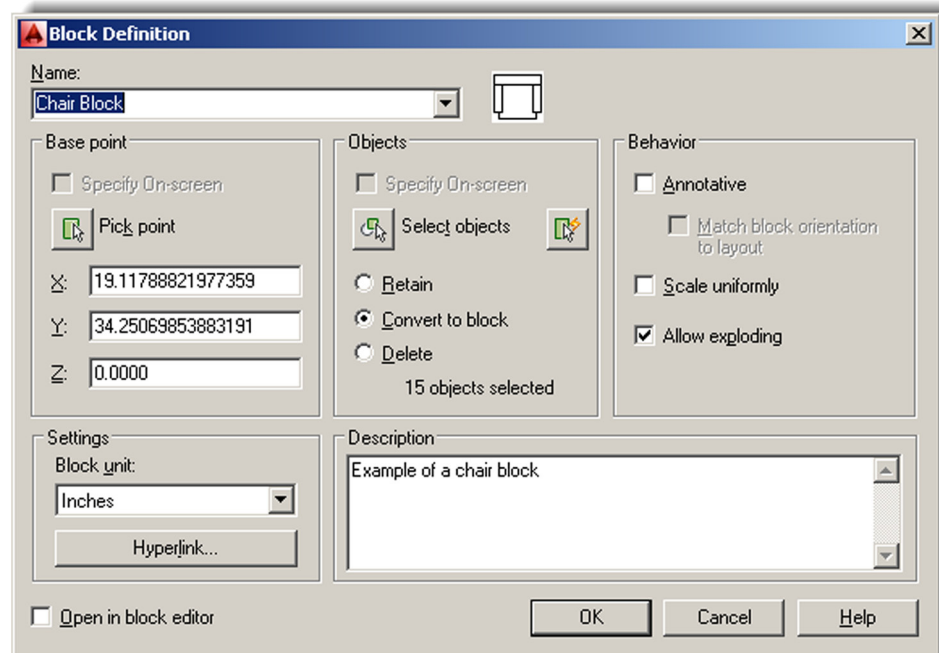 Block Definition
Name:
Chair Block
Base point
Specify On-screen
Pick point
X: 19.11788821977359
Y: 34.25069853883191
Z: 0.0000
Objects
Specify On-screen
Select objects
Retain
Convert to block
Delete
15 objects selected
Behavior
Annotative
Match block orientation
to layout
Scale uniformly
Allow exploding
Settings
Block unit:
Inches
Hyperlink...
Description
Example of a chair block
Open in block editor
OK
Cancel
Help